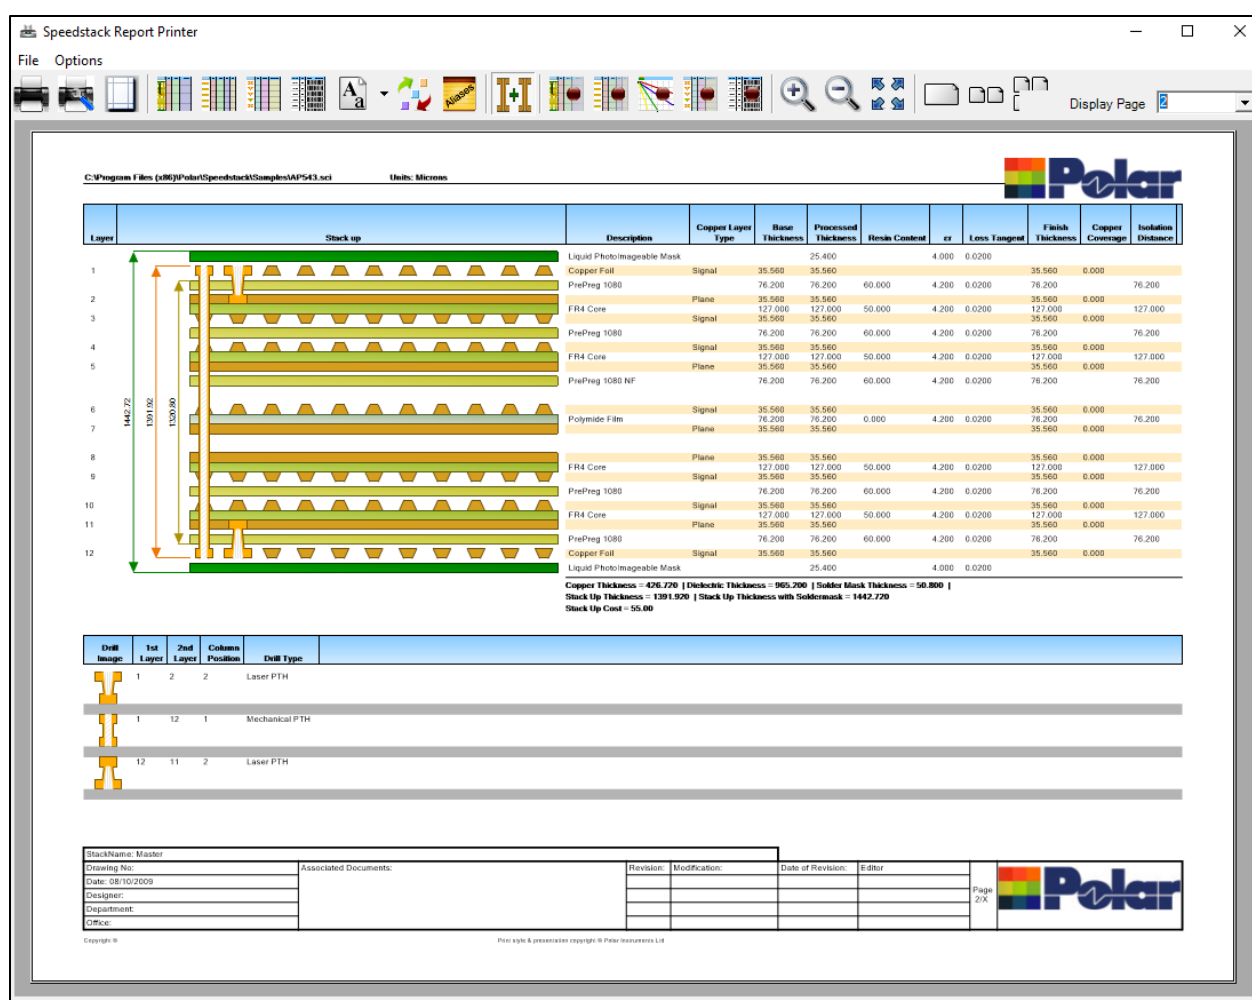 Speedstack Report Printer
File Options
Aa
Aliases
Display Page 2
C:\Program Files (x86)\Polar\Speedstack\Samples\AP543.sci Units: Microns
Polar
Layer Stack up Description Copper Layer Type Base Thickness Processed Thickness Resin Content εr Loss Tangent Finish Thickness Copper Coverage Isolation Distance
Liquid PhotoImageable Mask 25.400 4.000 0.0200
1 Copper Foil Signal 35.560 35.560 35.560 0.000
PrePreg 1080 76.200 76.200 60.000 4.200 0.0200 76.200 76.200
2 Plane 35.560 35.560 35.560 0.000
FR4 Core 127.000 127.000 50.000 4.200 0.0200 127.000 127.000
3 Signal 35.560 35.560 35.560 0.000
PrePreg 1080 76.200 76.200 60.000 4.200 0.0200 76.200 76.200
4 Signal 35.560 35.560 35.560 0.000
FR4 Core 127.000 127.000 50.000 4.200 0.0200 127.000 127.000
5 Plane 35.560 35.560 35.560 0.000
PrePreg 1080 NF 76.200 76.200 60.000 4.200 0.0200 76.200 76.200
1442.72 1391.92 1320.80
6 Signal 35.560 35.560 35.560 0.000
Polymide Film 76.200 76.200 0.000 4.200 0.0200 76.200 76.200
7 Plane 35.560 35.560 35.560 0.000
8 Plane 35.560 35.560 35.560 0.000
FR4 Core 127.000 127.000 50.000 4.200 0.0200 127.000 127.000
9 Signal 35.560 35.560 35.560 0.000
PrePreg 1080 76.200 76.200 60.000 4.200 0.0200 76.200 76.200
10 Signal 35.560 35.560 35.560 0.000
FR4 Core 127.000 127.000 50.000 4.200 0.0200 127.000 127.000
11 Plane 35.560 35.560 35.560 0.000
PrePreg 1080 76.200 76.200 60.000 4.200 0.0200 76.200 76.200
12 Copper Foil Signal 35.560 35.560 35.560 0.000
Liquid PhotoImageable Mask 25.400 4.000 0.0200
Copper Thickness = 426.720 | Dielectric Thickness = 965.200 | Solder Mask Thickness = 50.800 |
Stack Up Thickness = 1391.920 | Stack Up Thickness with Soldermask = 1442.720
Stack Up Cost = 55.00
Drill Image 1st Layer 2nd Layer Column Position Drill Type
1 2 2 Laser PTH
1 12 1 Mechanical PTH
12 11 2 Laser PTH
StackName: Master
Drawing No: Associated Documents: Revision: Modification: Date of Revision: Editor
Date: 08/10/2009
Designer:
Department:
Office:
Page 2/X
Polar
Copyright © Print style & presentation copyright © Polar Instruments Ltd